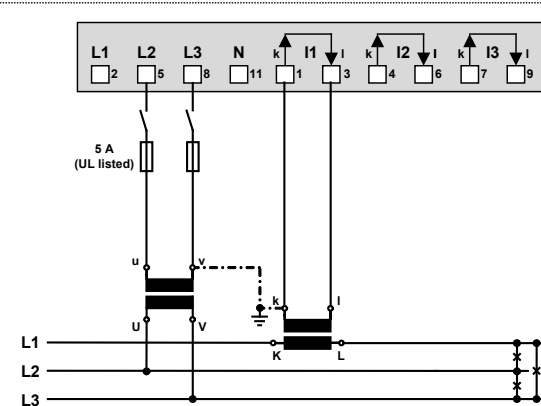 L1 L2 L3 N k I1 l k I2 l k I3 l
2 5 8 11 1 3 4 6 7 9
5 A
(UL listed)
u v
k l
U V
L1 K L
L2
L3